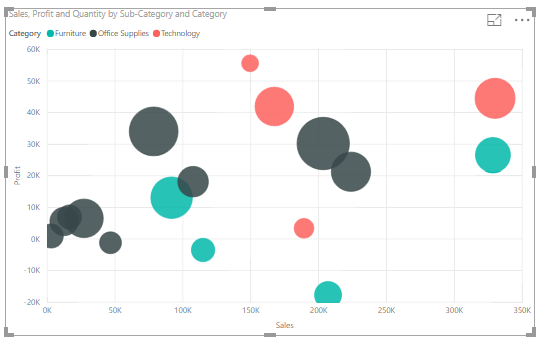 Sales, Profit and Quantity by Sub-Category and Category
Category Furniture Office Supplies Technology
60K
50K
40K
30K
20K
10K
0K
-10K
-20K
Profit
0K 50K 100K 150K 200K 250K 300K 350K
Sales